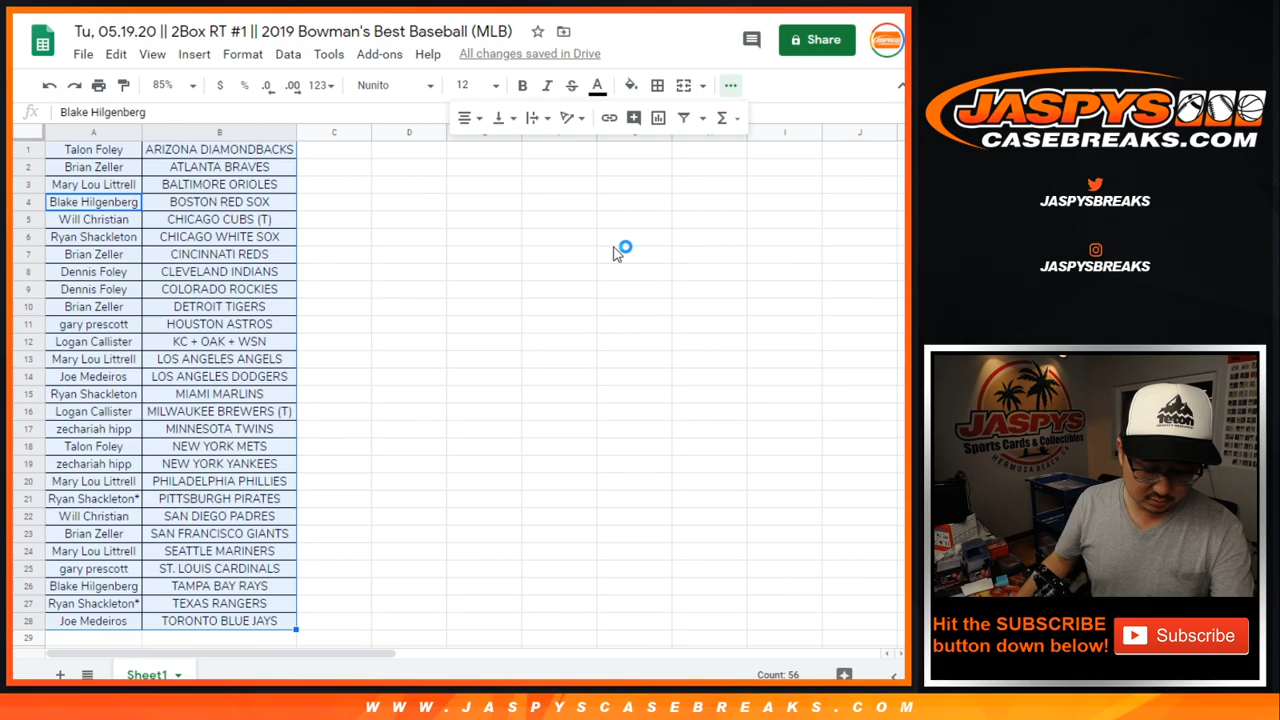 Tu, 05.19.20 || 2Box RT #1 || 2019 Bowman's Best Baseball (MLB)
File Edit View Insert Format Data Tools Add-ons Help All changes saved in Drive
Share
85% $ % .0 .00 123 Nunito 12 B I S A
fx Blake Hilgenberg
A B C D H I J
1 Talon Foley ARIZONA DIAMONDBACKS
2 Brian Zeller ATLANTA BRAVES
3 Mary Lou Littrell BALTIMORE ORIOLES
4 Blake Hilgenberg BOSTON RED SOX
5 Will Christian CHICAGO CUBS (T)
6 Ryan Shackleton CHICAGO WHITE SOX
7 Brian Zeller CINCINNATI REDS
8 Dennis Foley CLEVELAND INDIANS
9 Dennis Foley COLORADO ROCKIES
10 Brian Zeller DETROIT TIGERS
11 gary prescott HOUSTON ASTROS
12 Logan Callister KC + OAK + WSN
13 Mary Lou Littrell LOS ANGELES ANGELS
14 Joe Medeiros LOS ANGELES DODGERS
15 Ryan Shackleton MIAMI MARLINS
16 Logan Callister MILWAUKEE BREWERS (T)
17 zechariah hipp MINNESOTA TWINS
18 Talon Foley NEW YORK METS
19 zechariah hipp NEW YORK YANKEES
20 Mary Lou Littrell PHILADELPHIA PHILLIES
21 Ryan Shackleton* PITTSBURGH PIRATES
22 Will Christian SAN DIEGO PADRES
23 Brian Zeller SAN FRANCISCO GIANTS
24 Mary Lou Littrell SEATTLE MARINERS
25 gary prescott ST. LOUIS CARDINALS
26 Blake Hilgenberg TAMPA BAY RAYS
27 Ryan Shackleton* TEXAS RANGERS
28 Joe Medeiros TORONTO BLUE JAYS
29
Sheet1
Count: 56
JASPYS
CASEBREAKS.COM
JASPYSBREAKS
JASPYSBREAKS
JASPYS
Sports Cards & Collectibles
HERMOSA BEACH, CA
TETON
Hit the SUBSCRIBE
button down below!
Subscribe
WWW.JASPYSCASEBREAKS.COM